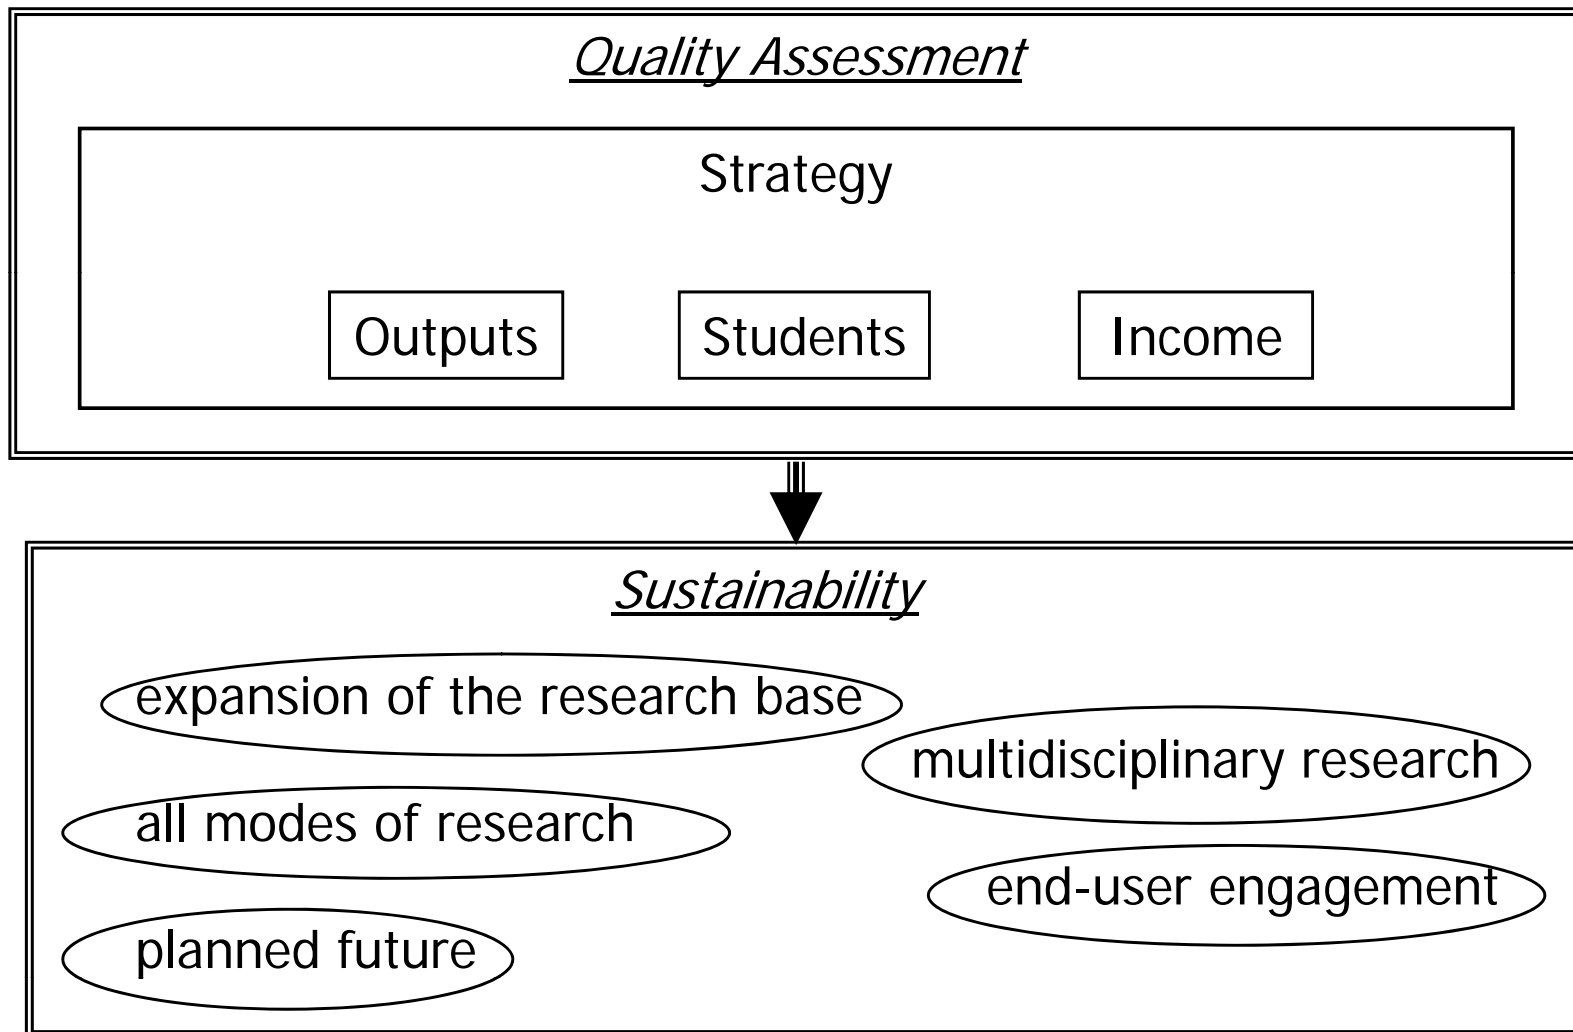 Quality Assessment
Strategy
Outputs
Students
Income
Sustainability
expansion of the research base
multidisciplinary research
all modes of research
end-user engagement
planned future